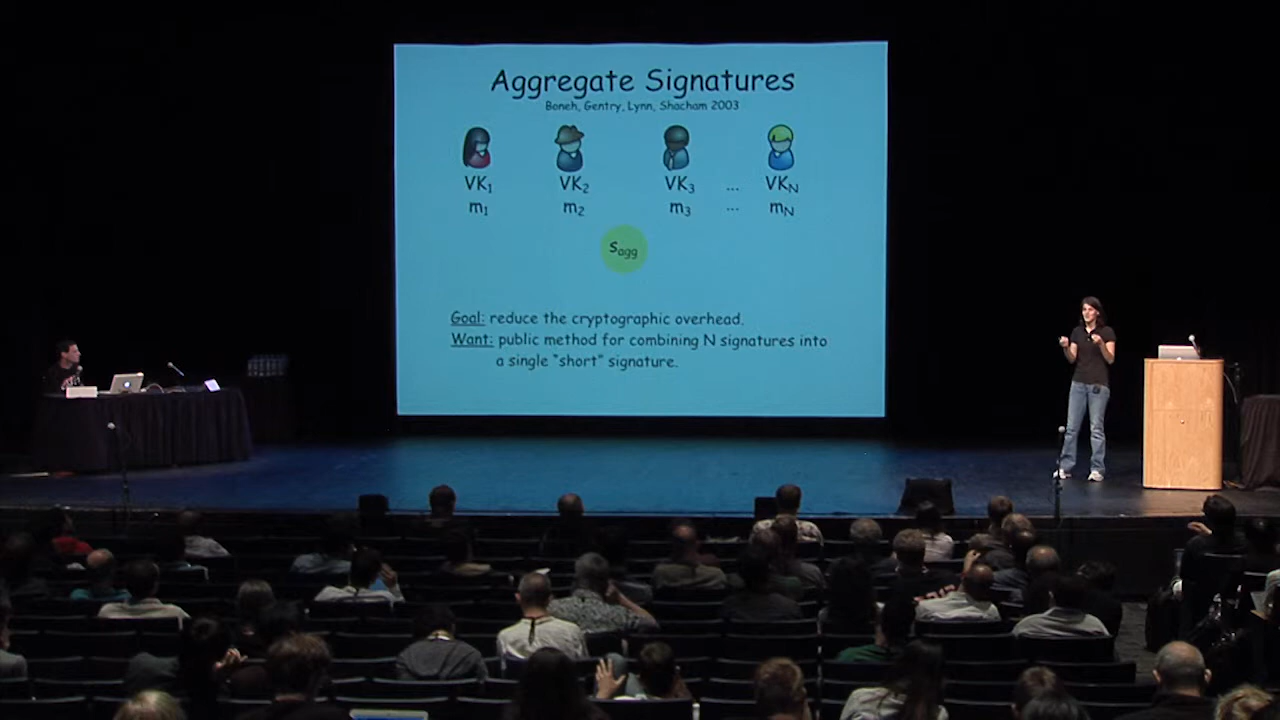 Aggregate Signatures
Boneh, Gentry, Lynn, Shacham 2003
VK1 VK2 VK3 ... VKN
m1 m2 m3 ... mN
sagg
Goal: reduce the cryptographic overhead.
Want: public method for combining N signatures into
a single "short" signature.